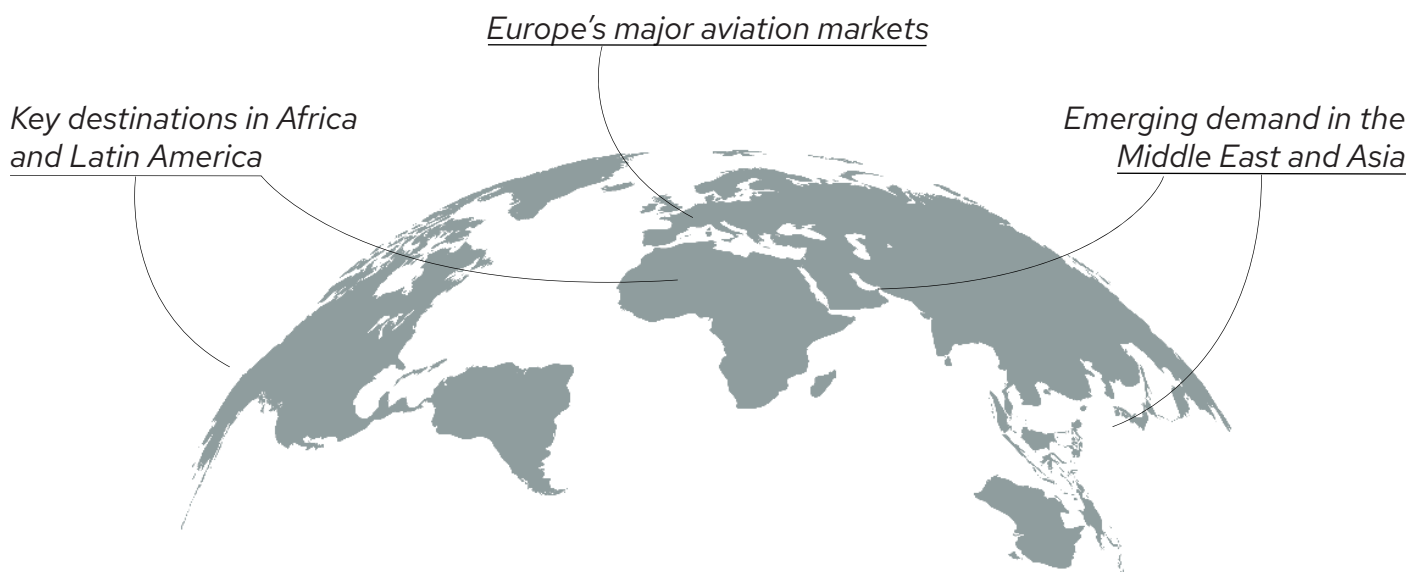 Europe's major aviation markets
Key destinations in Africa
and Latin America
Emerging demand in the
Middle East and Asia